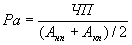 Pa = ЧП / ((Aнп + Aкп) / 2)